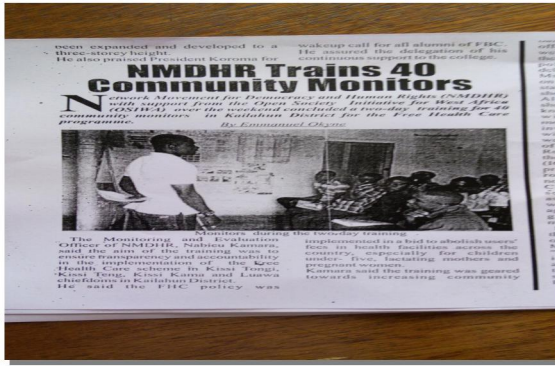 been expanded and developed to a
three-storey height.
He also praised President Koroma for
wakeup call for all alumni of FBC.
He assured the delegation of his
continuous support to the college.
NMDHR Trains 40
Community Monitors
Network Movement for Democracy and Human Rights (NMDHR)
with support from the Open Society Initiative for West Africa
(OSIWA) over the weekend concluded a two-day training for 40
community monitors in Kailahun District for the Free Health Care
programme.
By Emmanuel Okyne
Monitors during the two-day training
The Monitoring and Evaluation
Officer of NMDHR, Nabieu Kamara,
said the aim of the training was to
ensure transparency and accountability
in the implementation of the Free
Health Care scheme in Kissi Tongi,
Kissi Teng, Kissi Kama and Luawa
chiefdoms in Kailahun District.
He said the FHC policy was
implemented in a bid to abolish users'
fees in health facilities across the
country, especially for children
under- five, lactating mothers and
pregnant women.
Kamara said the training was geared
towards increasing community